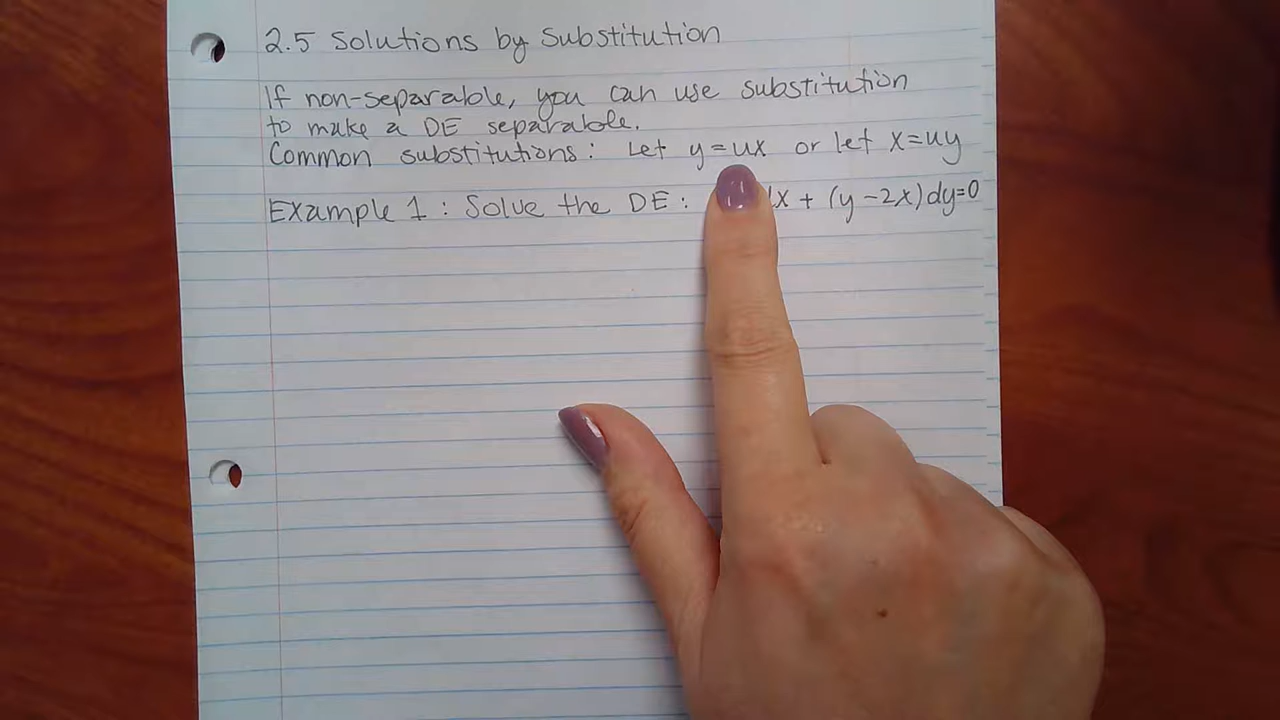 2.5 Solutions by Substitution
If non-separable, you can use substitution
to make a DE separable.
Common substitutions: Let y=ux or let x=uy
Example 1: Solve the DE: x + (y-2x)dy=0